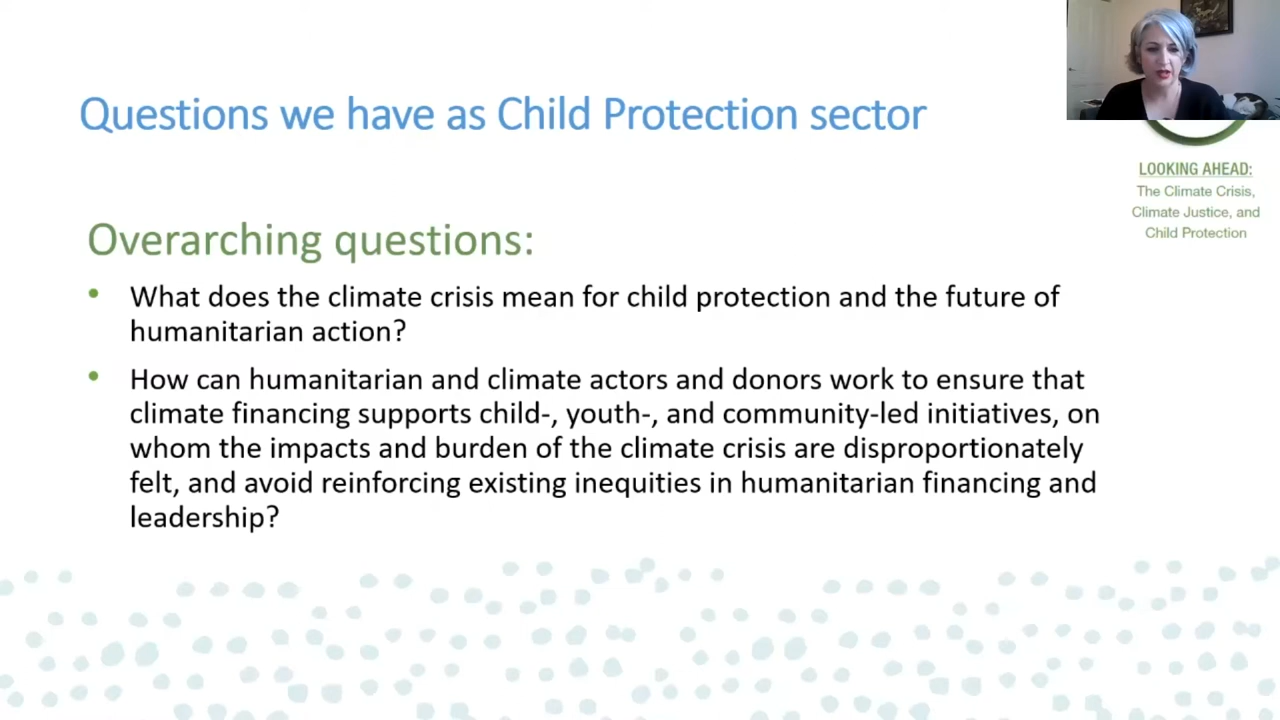 Questions we have as Child Protection sector
LOOKING AHEAD:
The Climate Crisis,
Climate Justice, and
Child Protection
Overarching questions:
• What does the climate crisis mean for child protection and the future of
humanitarian action?
• How can humanitarian and climate actors and donors work to ensure that
climate financing supports child-, youth-, and community-led initiatives, on
whom the impacts and burden of the climate crisis are disproportionately
felt, and avoid reinforcing existing inequities in humanitarian financing and
leadership?